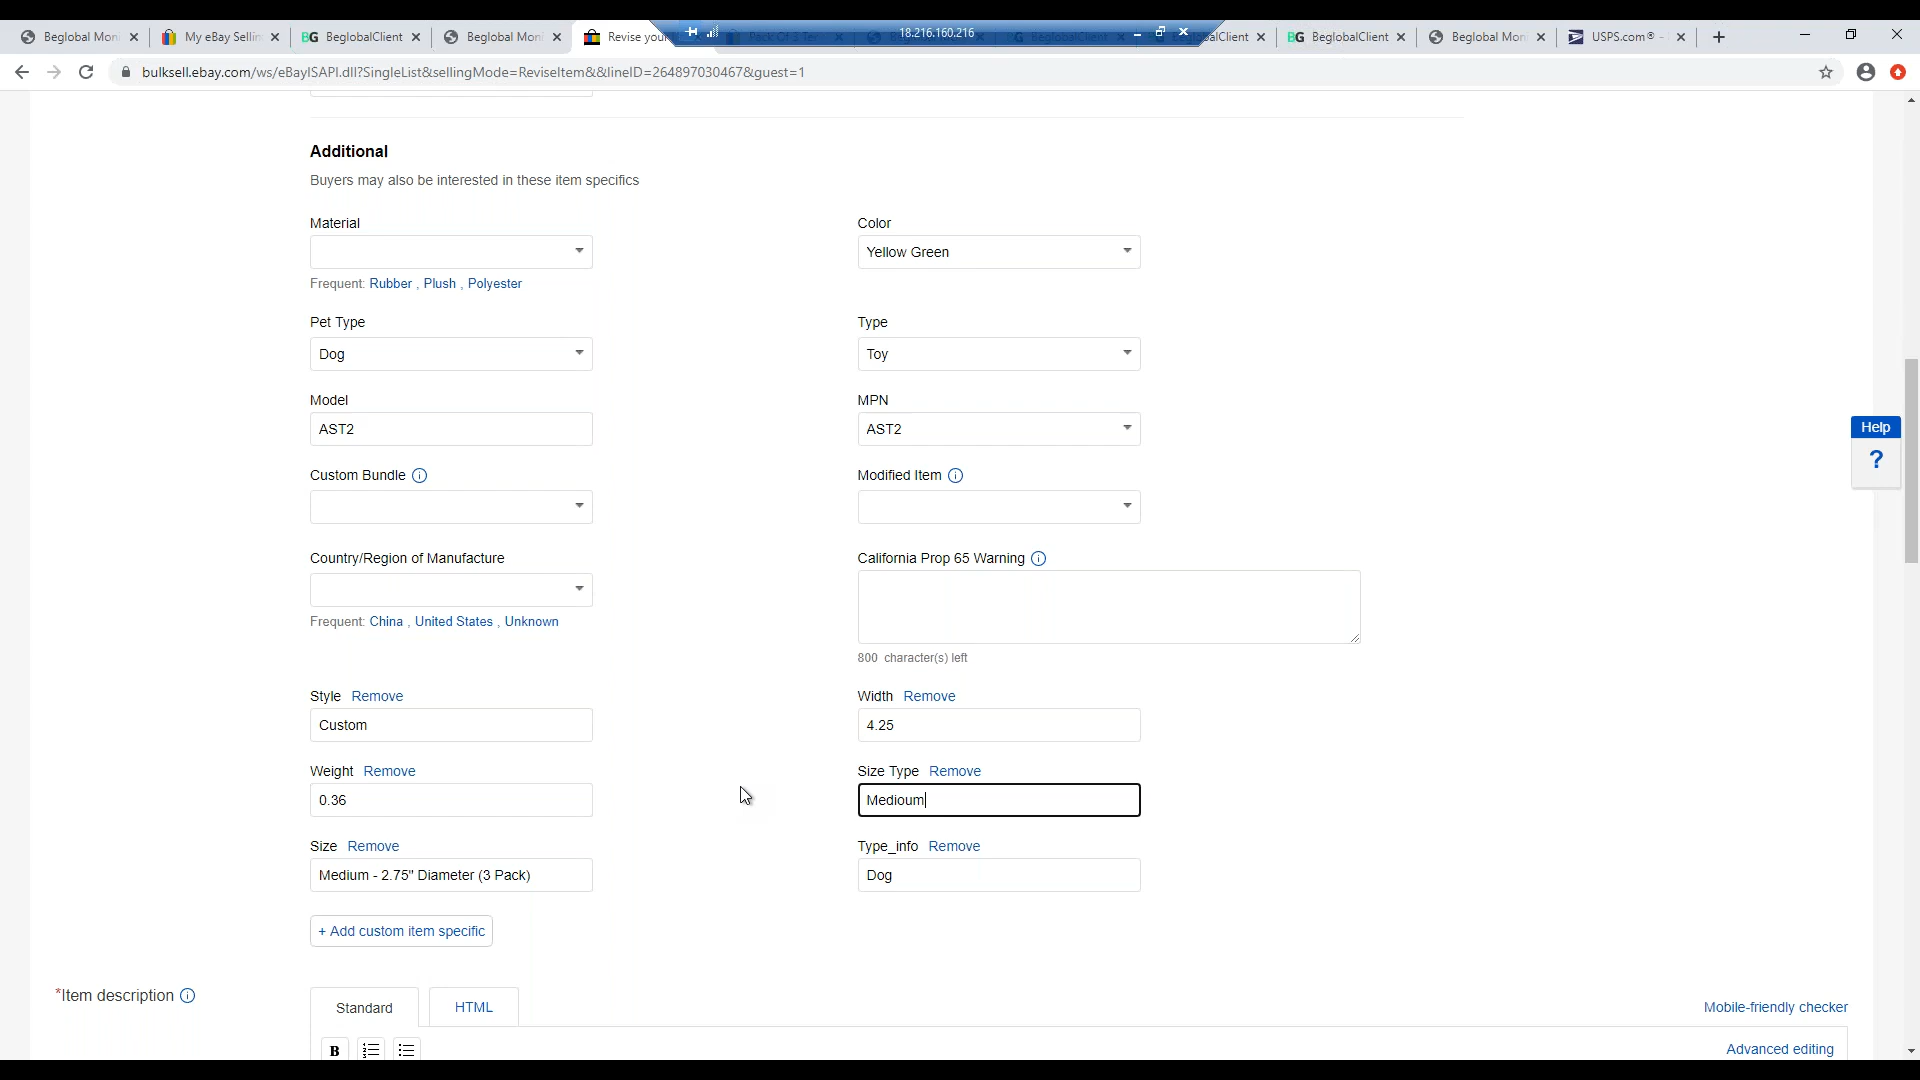 Beglobal Moni
My eBay Sellin
BG BeglobalClient
Beglobal Moni
Revise your
18.216.160.216
BG BeglobalClient
Beglobal Moni
USPS.com® -
bulksell.ebay.com/ws/eBayISAPI.dll?SingleList&sellingMode=ReviseItem&&lineID=264897030467&guest=1
Additional
Buyers may also be interested in these item specifics
Material
Color
Yellow Green
Frequent: Rubber , Plush , Polyester
Pet Type
Type
Dog
Toy
Model
MPN
AST2
AST2
Custom Bundle
Modified Item
Country/Region of Manufacture
California Prop 65 Warning
Frequent: China , United States , Unknown
800 character(s) left
Style Remove
Width Remove
Custom
4.25
Weight Remove
Size Type Remove
0.36
Medioum
Size Remove
Type_info Remove
Medium - 2.75" Diameter (3 Pack)
Dog
+ Add custom item specific
*Item description
Standard
HTML
Mobile-friendly checker
B
Advanced editing
Help
?